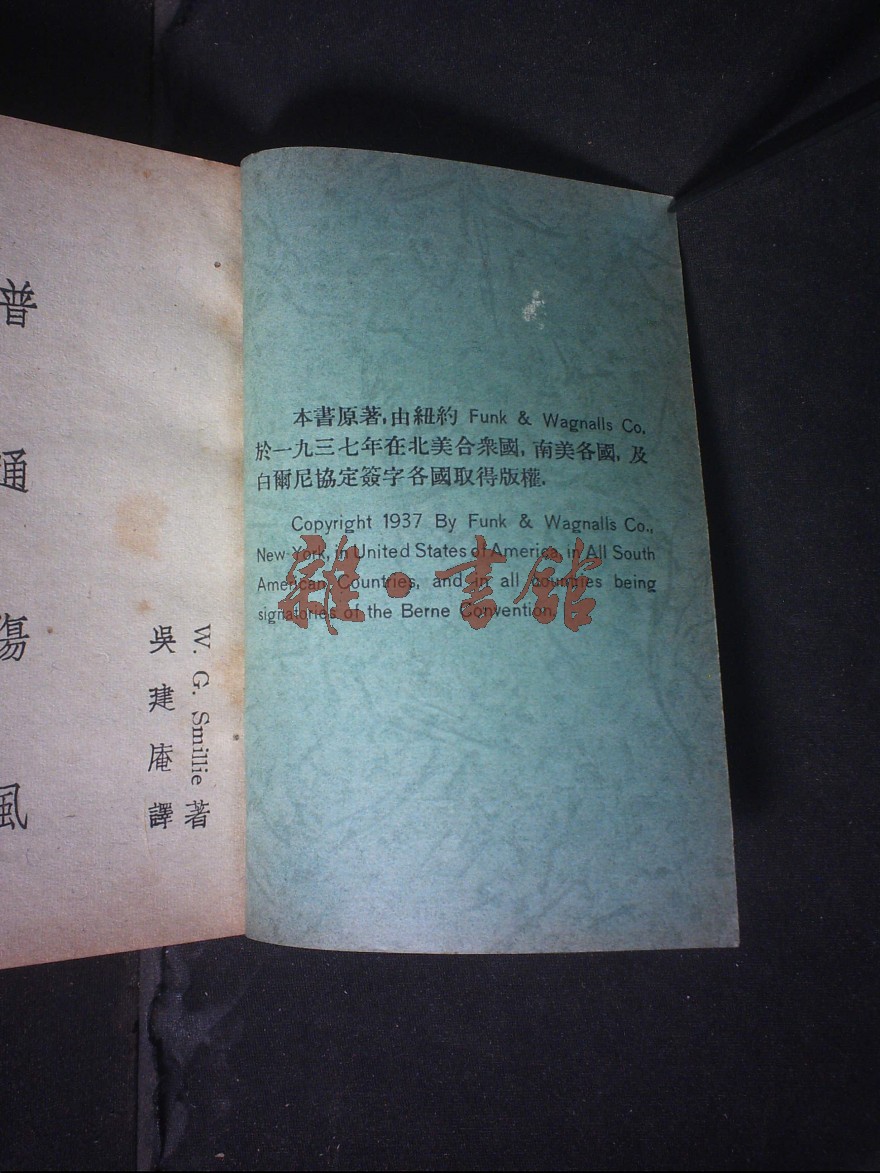 本書原著,由紐約 Funk & Wagnalls Co.
於一九三七年在北美合衆國,南美各國,及
白爾尼協定簽字各國取得版權.
Copyright 1937 By Funk & Wagnalls Co.,
New York, in United States of America, in All South
American Countries, and in all countries being
signatories of the Berne Convention.
雜·書館
普通傷風
W. G. Smillie 著
吳建庵譯